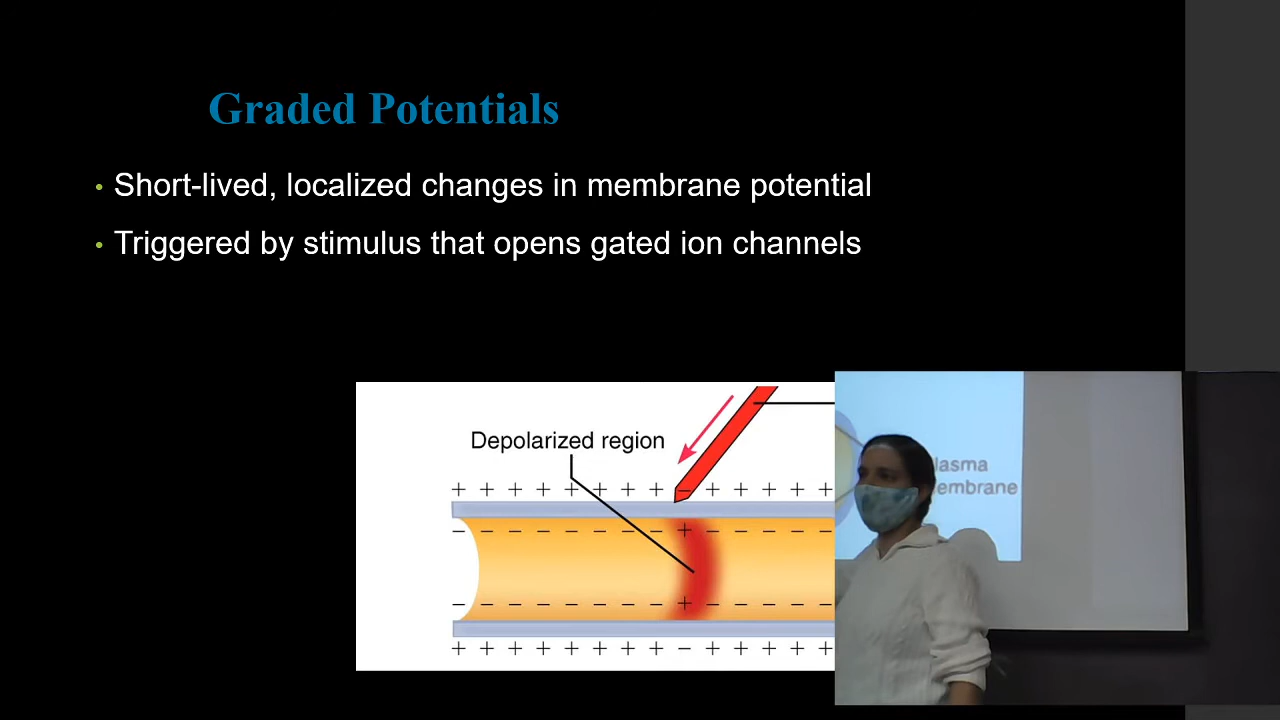 Graded Potentials
• Short-lived, localized changes in membrane potential
• Triggered by stimulus that opens gated ion channels
Depolarized region
+ + + + + + + + − + + + + +
− − − − − − − − + − − − − −
− − − − − − − − + − − − − −
+ + + + + + + + − + + + + +
lasma
embrane